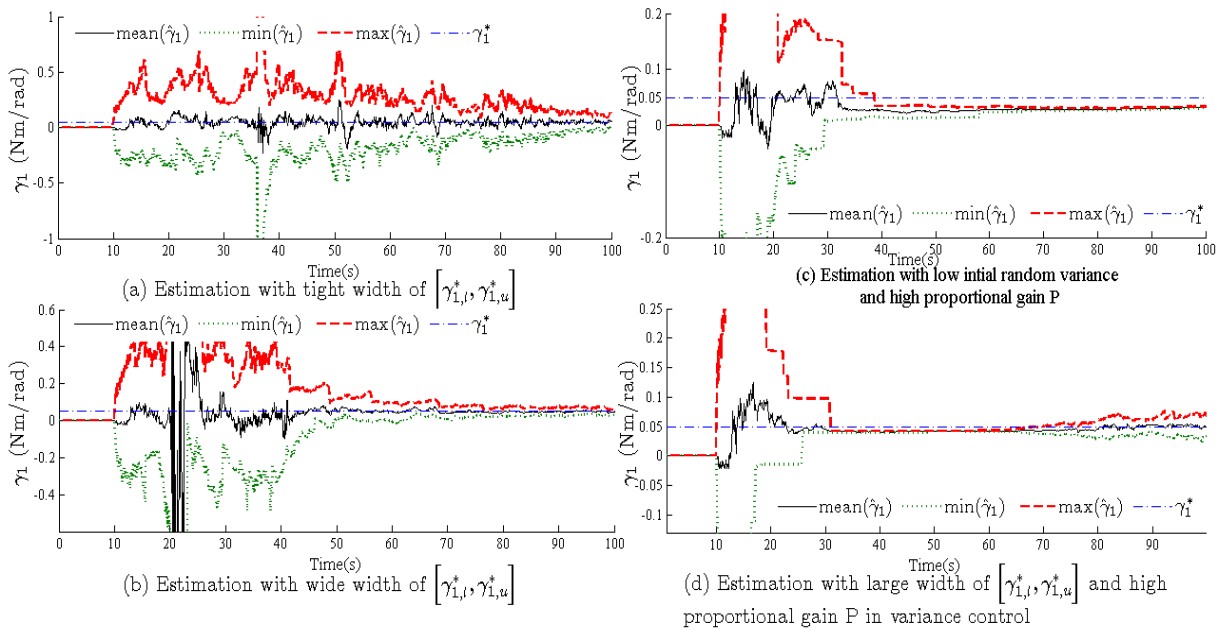 1
mean(γ̂₁) min(γ̂₁) max(γ̂₁) γ₁*
0.5
0
-0.5
-1
γ₁ (Nm/rad)
0 10 20 30 40 50 60 70 80 90 100
Time(s)
(a) Estimation with tight width of [γ*₁,ₗ, γ*₁,ᵤ]
0.6
mean(γ̂₁) min(γ̂₁) max(γ̂₁) γ₁*
0.4
0.2
0
-0.2
-0.4
γ₁ (Nm/rad)
0 10 20 30 40 50 60 70 80 90 100
Time(s)
(b) Estimation with wide width of [γ*₁,ₗ, γ*₁,ᵤ]
0.2
0.1
0.05
0
-0.2
γ₁ (Nm/rad)
mean(γ̂₁) min(γ̂₁) max(γ̂₁) γ₁*
10 20 30 40 50 60 70 80 90 100
Time(s)
(c) Estimation with low intial random variance
and high proportional gain P
0.25
0.2
0.15
0.1
0.05
0
-0.05
-0.1
γ₁ (Nm/rad)
mean(γ̂₁) min(γ̂₁) max(γ̂₁) γ₁*
10 20 30 40 50 60 70 80 90 100
Time(s)
(d) Estimation with large width of [γ*₁,ₗ, γ*₁,ᵤ] and high
proportional gain P in variance control